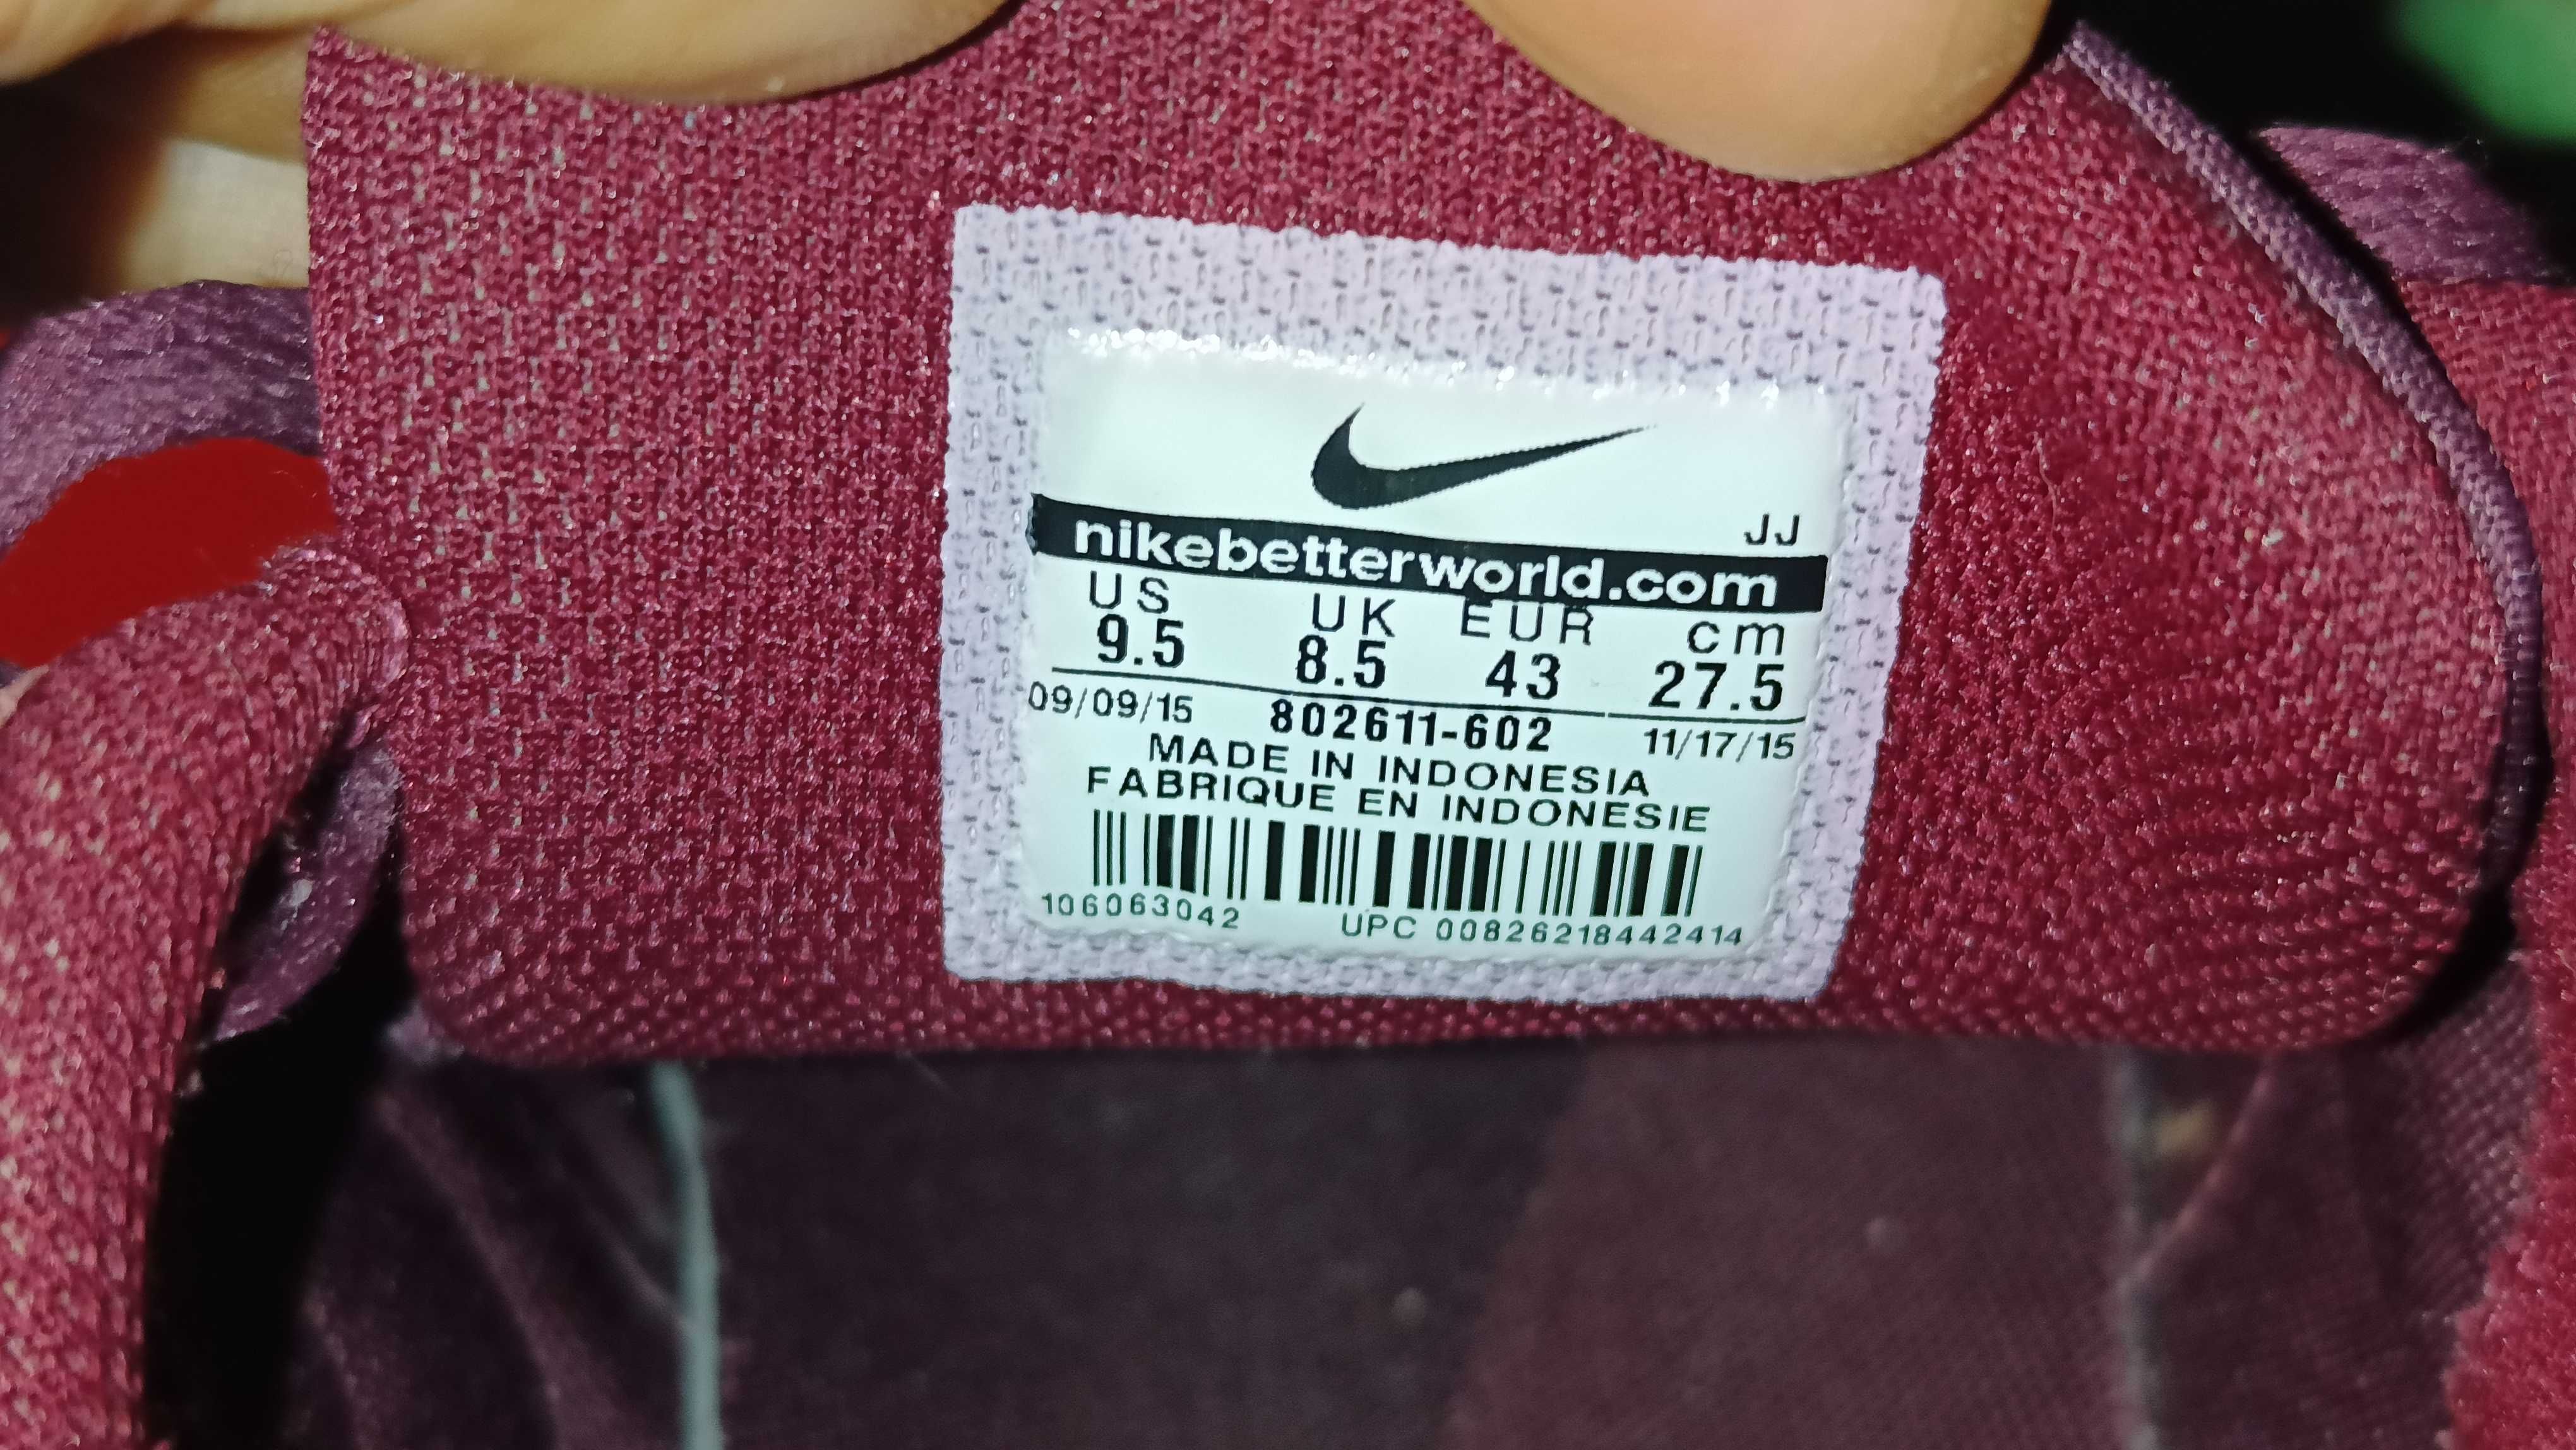 JJ
nikebetterworld.com
US UK EUR cm
9.5 8.5 43 27.5
09/09/15 802611-602 11/17/15
MADE IN INDONESIA
FABRIQUE EN INDONESIE
106063042 UPC 00826218442414